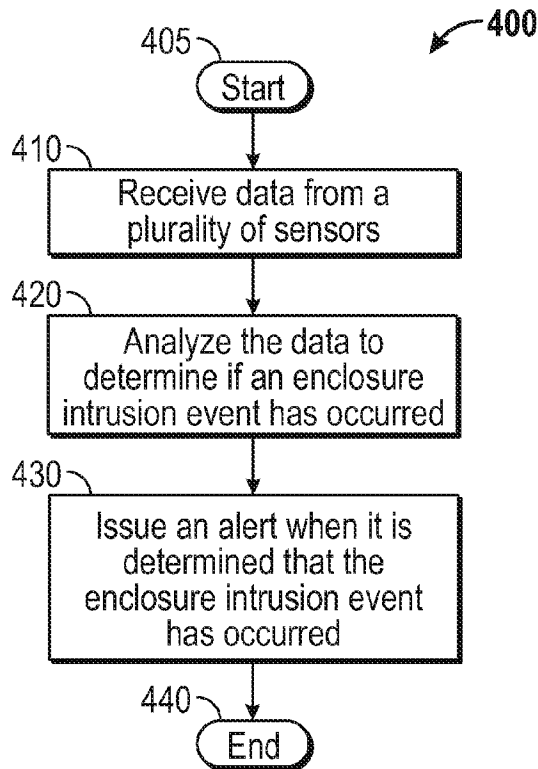 400
405
Start
410
Receive data from a
plurality of sensors
420
Analyze the data to
determine if an enclosure
intrusion event has occurred
430
Issue an alert when it is
determined that the
enclosure intrusion event
has occurred
440
End